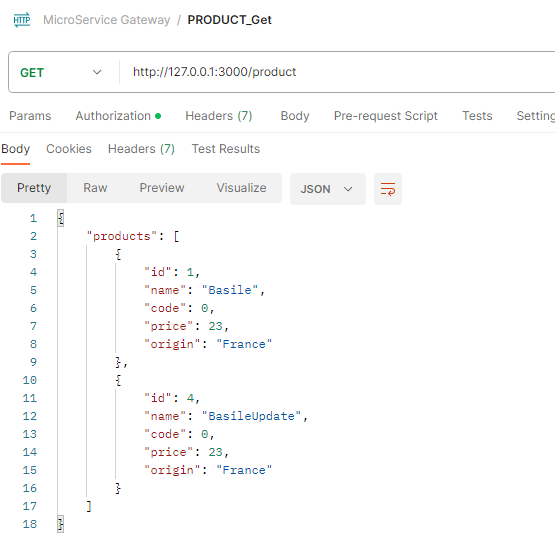 HTTP MicroService Gateway / PRODUCT_Get
GET http://127.0.0.1:3000/product
Params Authorization Headers (7) Body Pre-request Script Tests Setting
Body Cookies Headers (7) Test Results
Pretty Raw Preview Visualize JSON
1 {
2 "products": [
3 {
4 "id": 1,
5 "name": "Basile",
6 "code": 0,
7 "price": 23,
8 "origin": "France"
9 },
10 {
11 "id": 4,
12 "name": "BasileUpdate",
13 "code": 0,
14 "price": 23,
15 "origin": "France"
16 }
17 ]
18 }